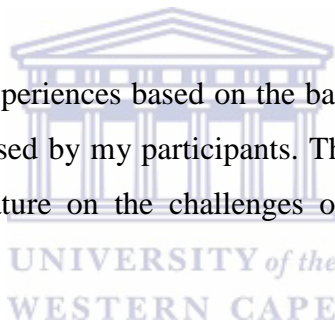 periences based on the ba
sed by my participants. Th
ture on the challenges o
UNIVERSITY of the
WESTERN CAPE